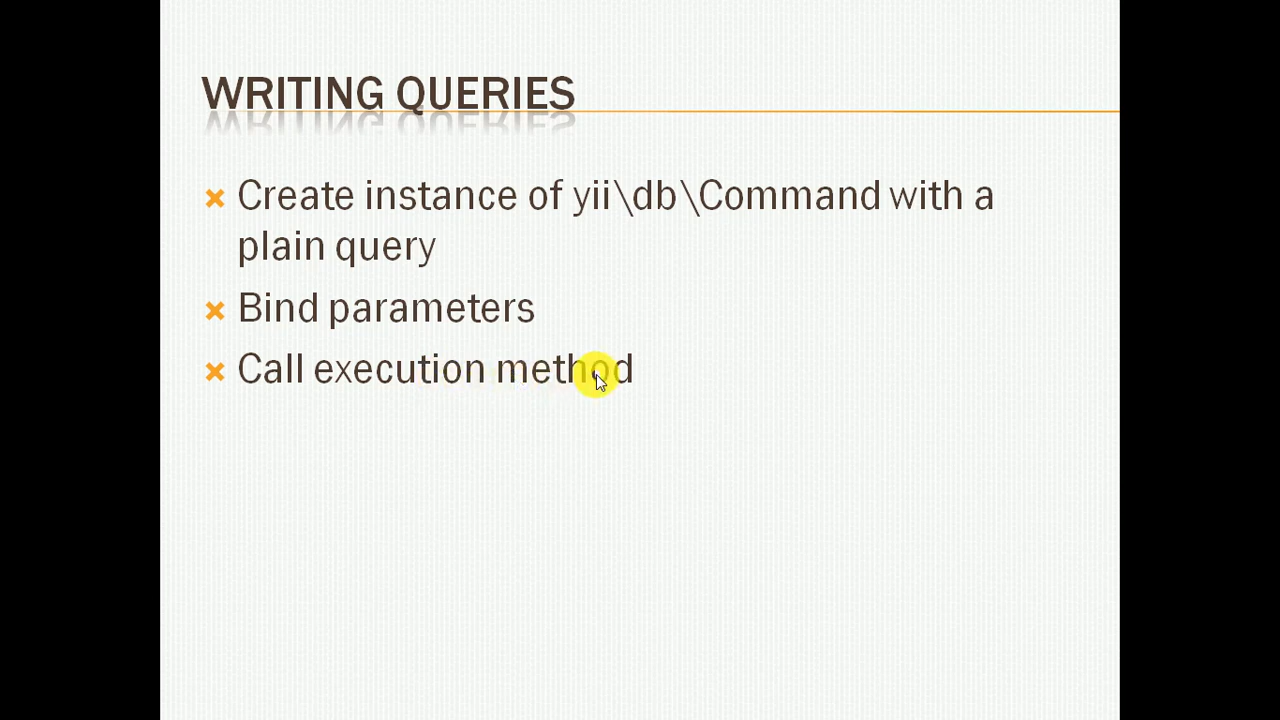 WRITING QUERIES
Create instance of yii\db\Command with a
plain query
Bind parameters
Call execution method